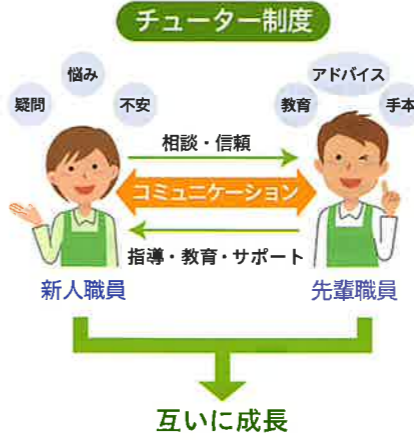 チューター制度
悩み
疑問
不安
アドバイス
教育
手本
相談・信頼
コミュニケーション
指導・教育・サポート
新人職員
先輩職員
互いに成長